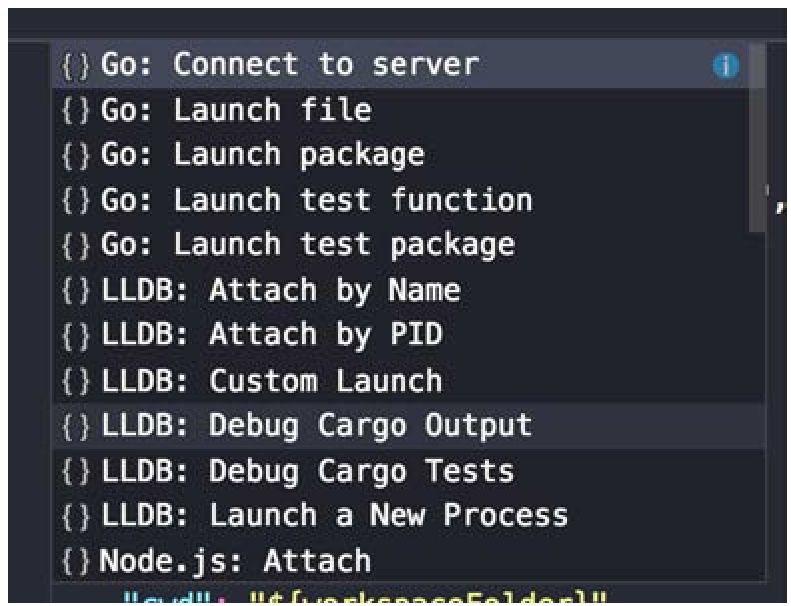 {} Go: Connect to server
{} Go: Launch file
{} Go: Launch package
{} Go: Launch test function
',
{} Go: Launch test package
{} LLDB: Attach by Name
{} LLDB: Attach by PID
{} LLDB: Custom Launch
{} LLDB: Debug Cargo Output
{} LLDB: Debug Cargo Tests
{} LLDB: Launch a New Process
{} Node.js: Attach
"cwd": "${workspaceFolder}"